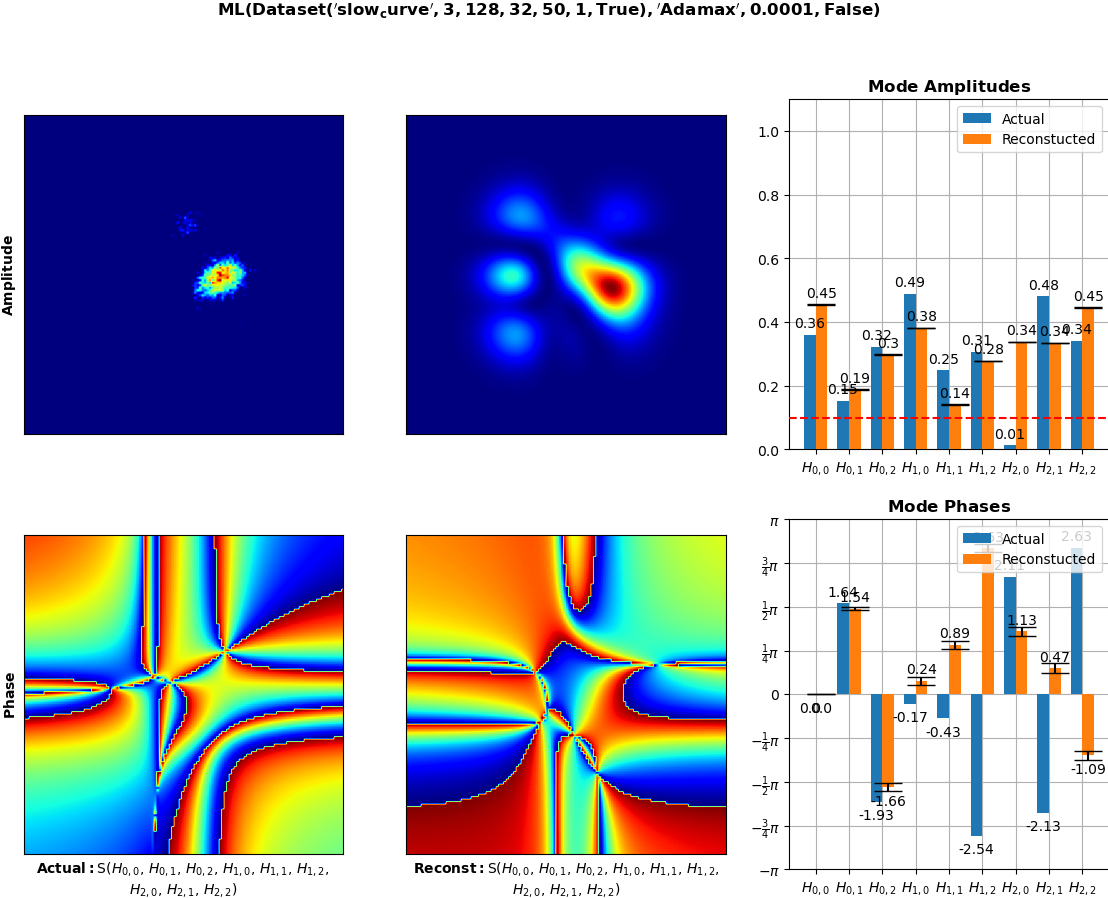 ML(Dataset('slow_curve', 3, 128, 32, 50, 1, True), 'Adamax', 0.0001, False)
Amplitude
Mode Amplitudes
Actual
Reconstucted
1.0
0.8
0.6
0.4
0.2
0.0
0.36
0.45
0.15
0.19
0.32
0.3
0.49
0.38
0.25
0.14
0.31
0.28
0.01
0.34
0.48
0.34
0.34
0.45
H0,0 H0,1 H0,2 H1,0 H1,1 H1,2 H2,0 H2,1 H2,2
Phase
Mode Phases
Actual
Reconstucted
π
3/4π
1/2π
1/4π
0
−1/4π
−1/2π
−3/4π
−π
0.0
0.0
1.64
1.54
-1.93
-1.66
-0.17
0.24
-0.43
0.89
-2.54
1.13
-2.13
0.47
2.63
-1.09
H0,0 H0,1 H0,2 H1,0 H1,1 H1,2 H2,0 H2,1 H2,2
Actual: S(H0,0, H0,1, H0,2, H1,0, H1,1, H1,2,
H2,0, H2,1, H2,2)
Reconst: S(H0,0, H0,1, H0,2, H1,0, H1,1, H1,2,
H2,0, H2,1, H2,2)